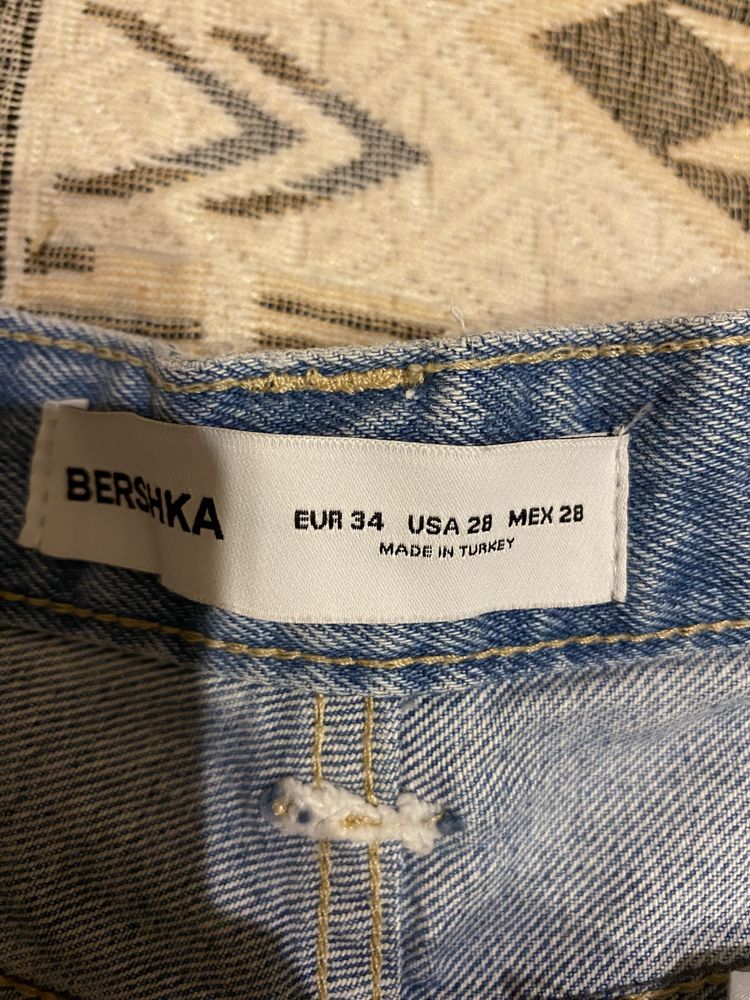 BERSHKA
EUR 34 USA 28 MEX 28
MADE IN TURKEY